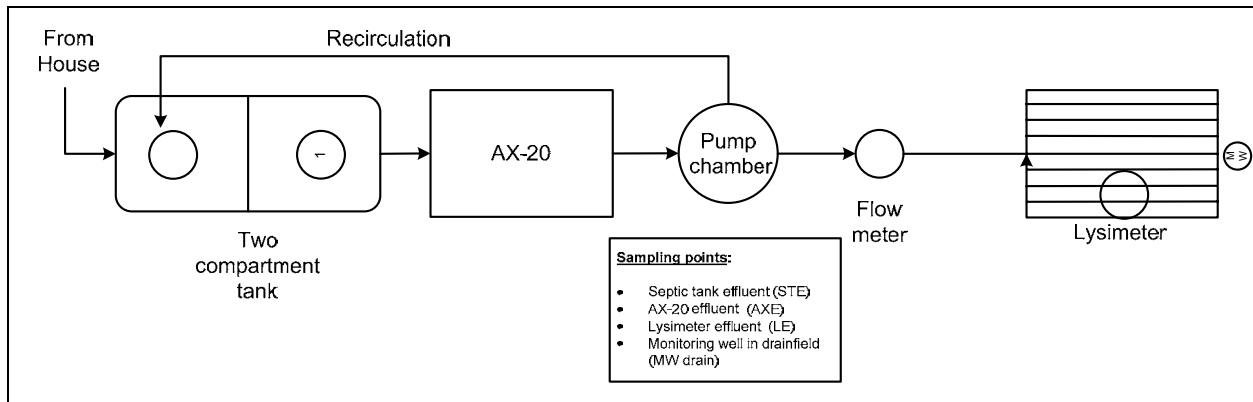 From
House
Recirculation
1
AX-20
Pump
chamber
M
W
Flow
meter
Lysimeter
Two
compartment
tank
Sampling points:
• Septic tank effluent (STE)
• AX-20 effluent (AXE)
• Lysimeter effluent (LE)
• Monitoring well in drainfield
(MW drain)